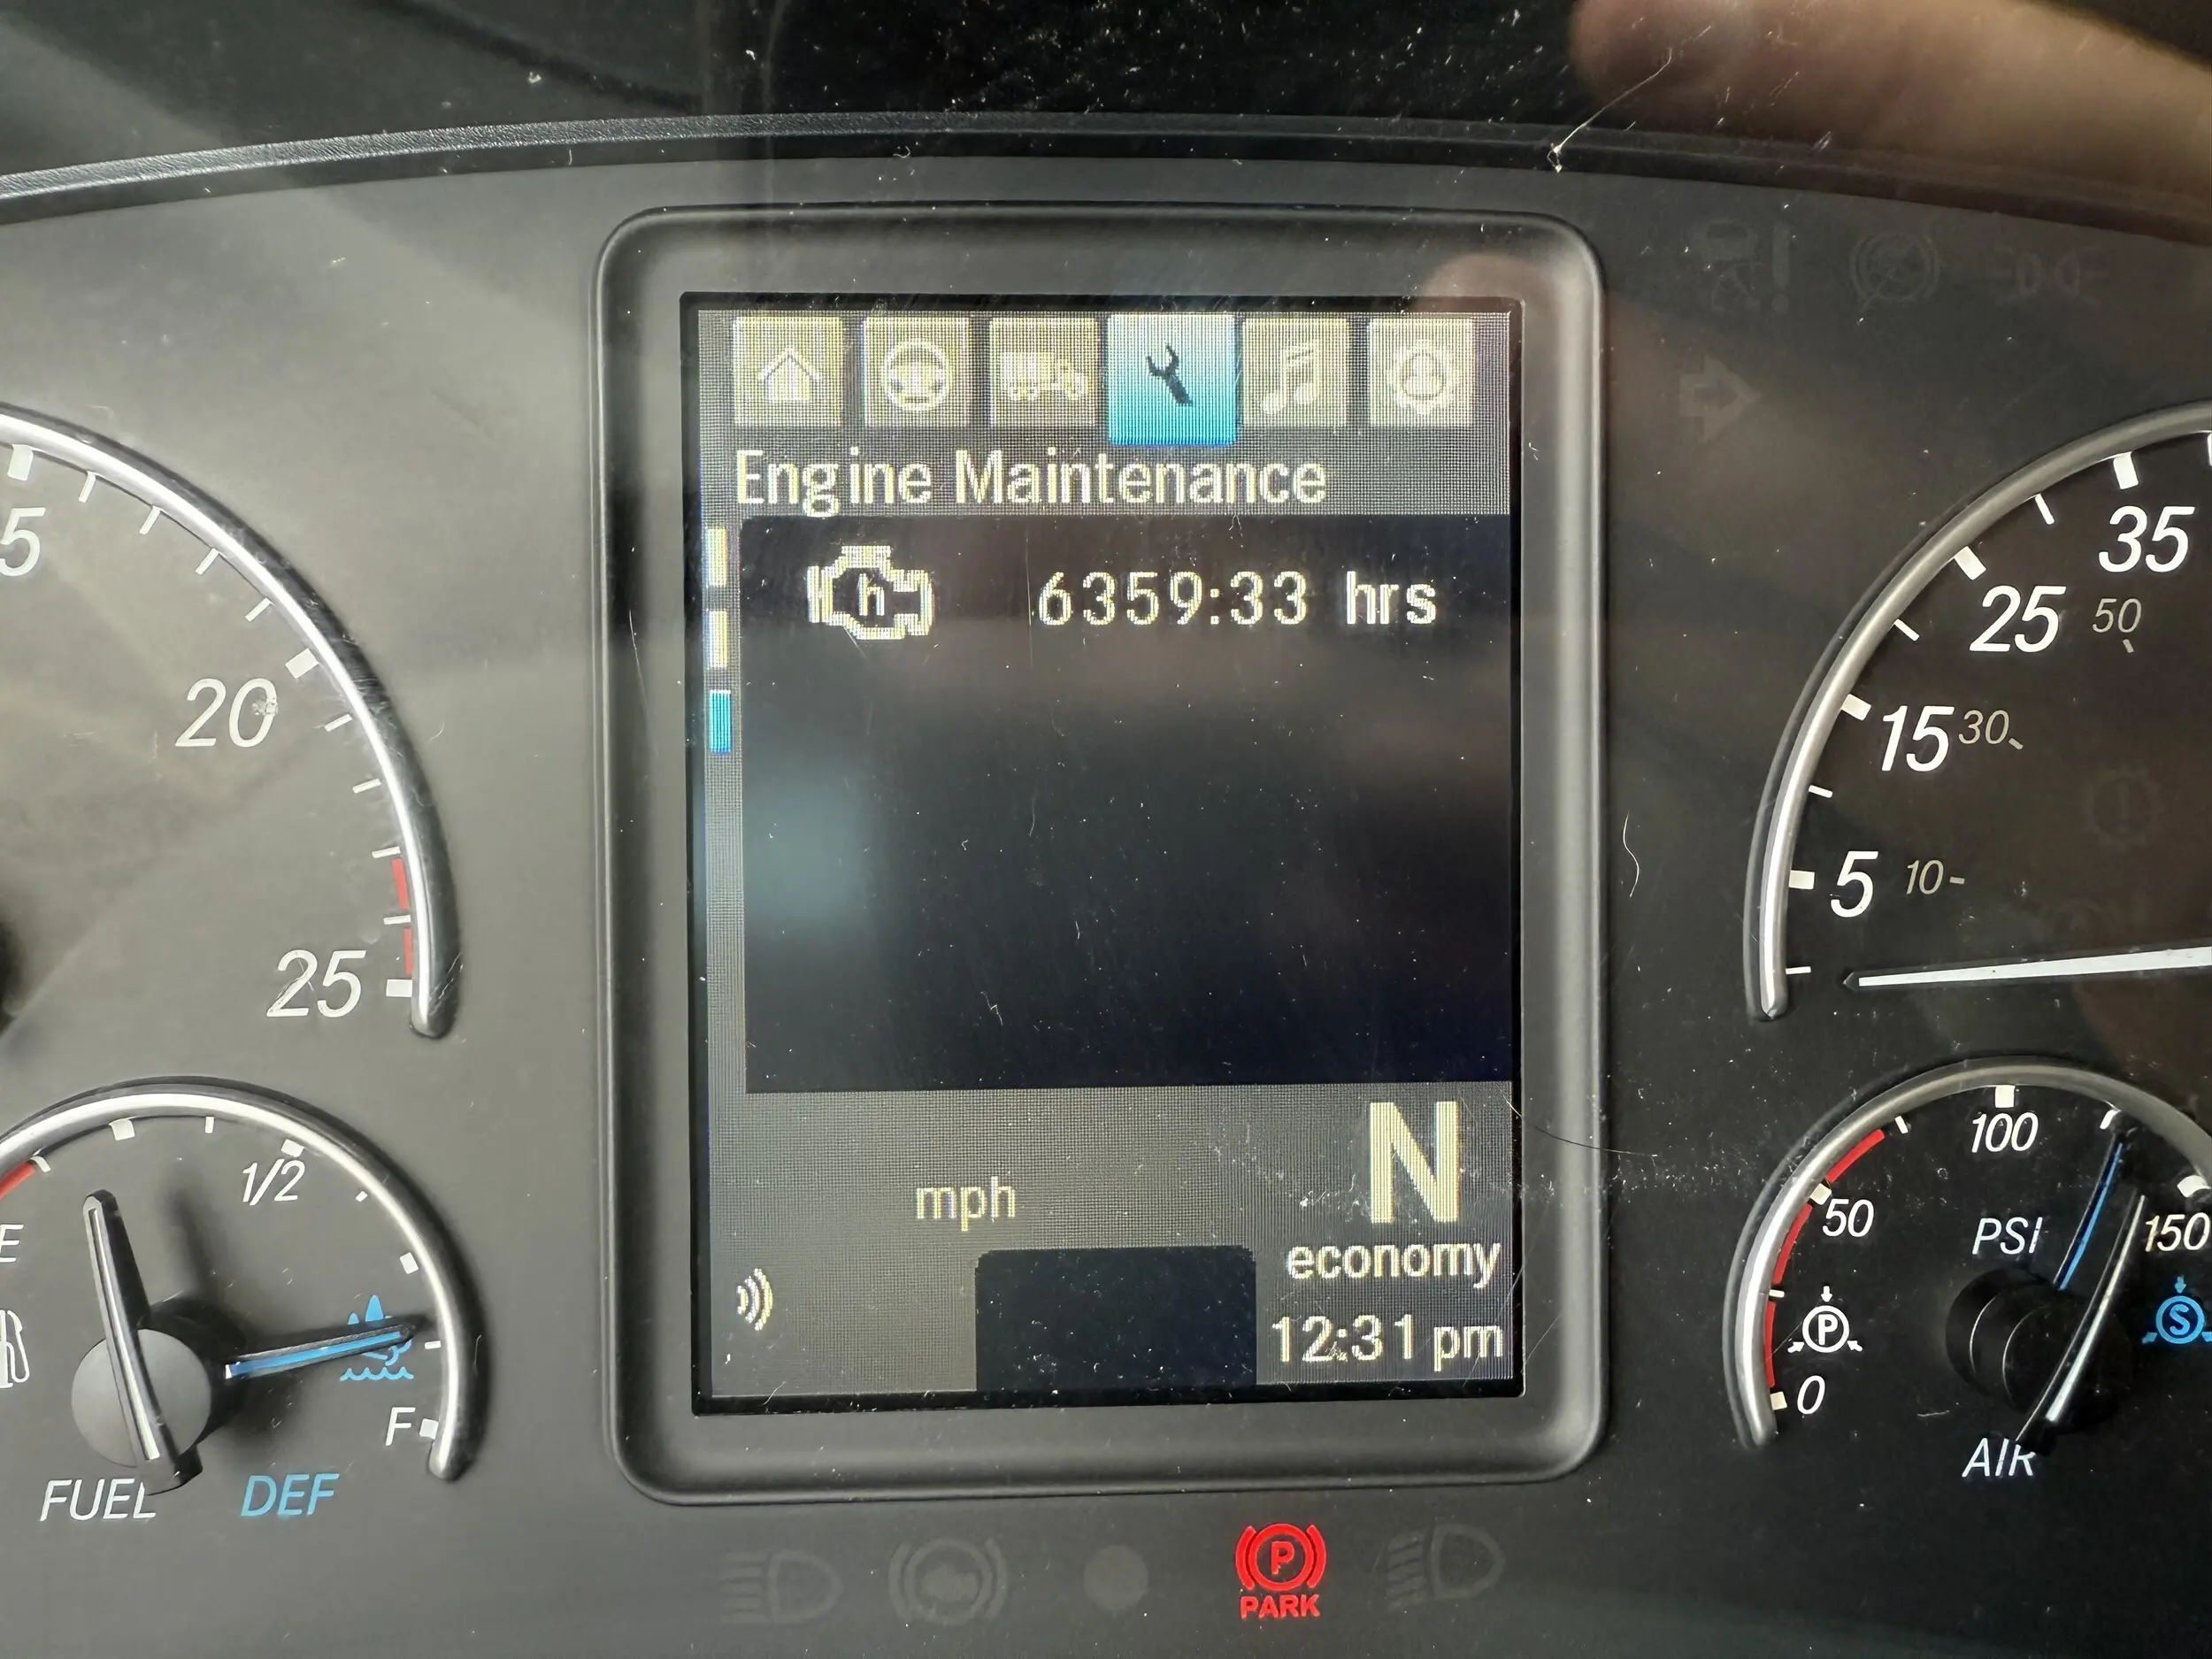 Engine Maintenance
h 6359:33 hrs
N
mph
economy
12:31 pm
5
20
25
E
1/2
F
FUEL DEF
35
25 50
15 30
5 10
100
50
PSI
150
P
S
0
AIR
P
PARK